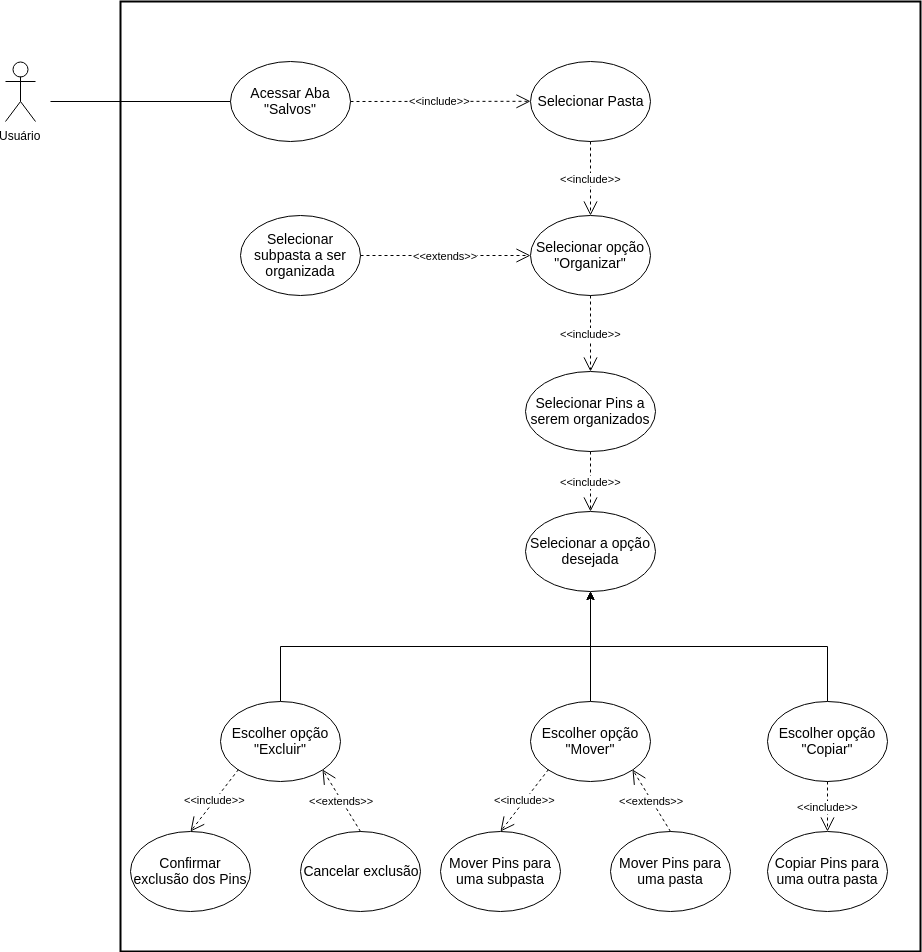 Usuário
Acessar Aba
"Salvos"
<<include>>
Selecionar Pasta
<<include>>
Selecionar
subpasta a ser
organizada
<<extends>>
Selecionar opção
"Organizar"
<<include>>
Selecionar Pins a
serem organizados
<<include>>
Selecionar a opção
desejada
Escolher opção
"Excluir"
Escolher opção
"Mover"
Escolher opção
"Copiar"
<<include>>
<<extends>>
<<include>>
<<extends>>
<<include>>
Confirmar
exclusão dos Pins
Cancelar exclusão
Mover Pins para
uma subpasta
Mover Pins para
uma pasta
Copiar Pins para
uma outra pasta